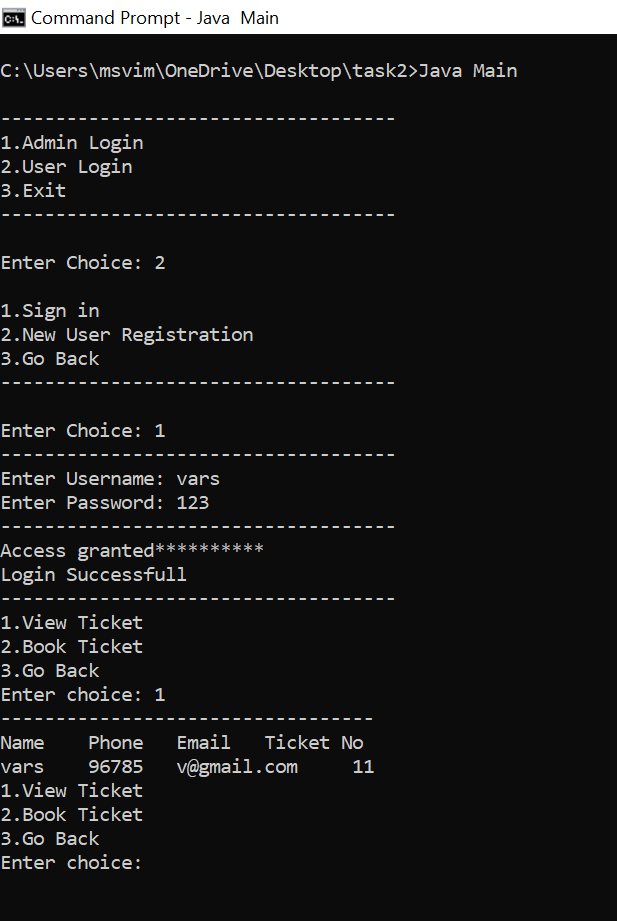 Command Prompt - Java  Main
C:\Users\msvim\OneDrive\Desktop\task2>Java Main
------------------------------------
1.Admin Login
2.User Login
3.Exit
------------------------------------
Enter Choice: 2
1.Sign in
2.New User Registration
3.Go Back
------------------------------------
Enter Choice: 1
------------------------------------
Enter Username: vars
Enter Password: 123
------------------------------------
Access granted**********
Login Successfull
------------------------------------
1.View Ticket
2.Book Ticket
3.Go Back
Enter choice: 1
----------------------------------
Name    Phone   Email   Ticket No
vars    96785   v@gmail.com     11
1.View Ticket
2.Book Ticket
3.Go Back
Enter choice: